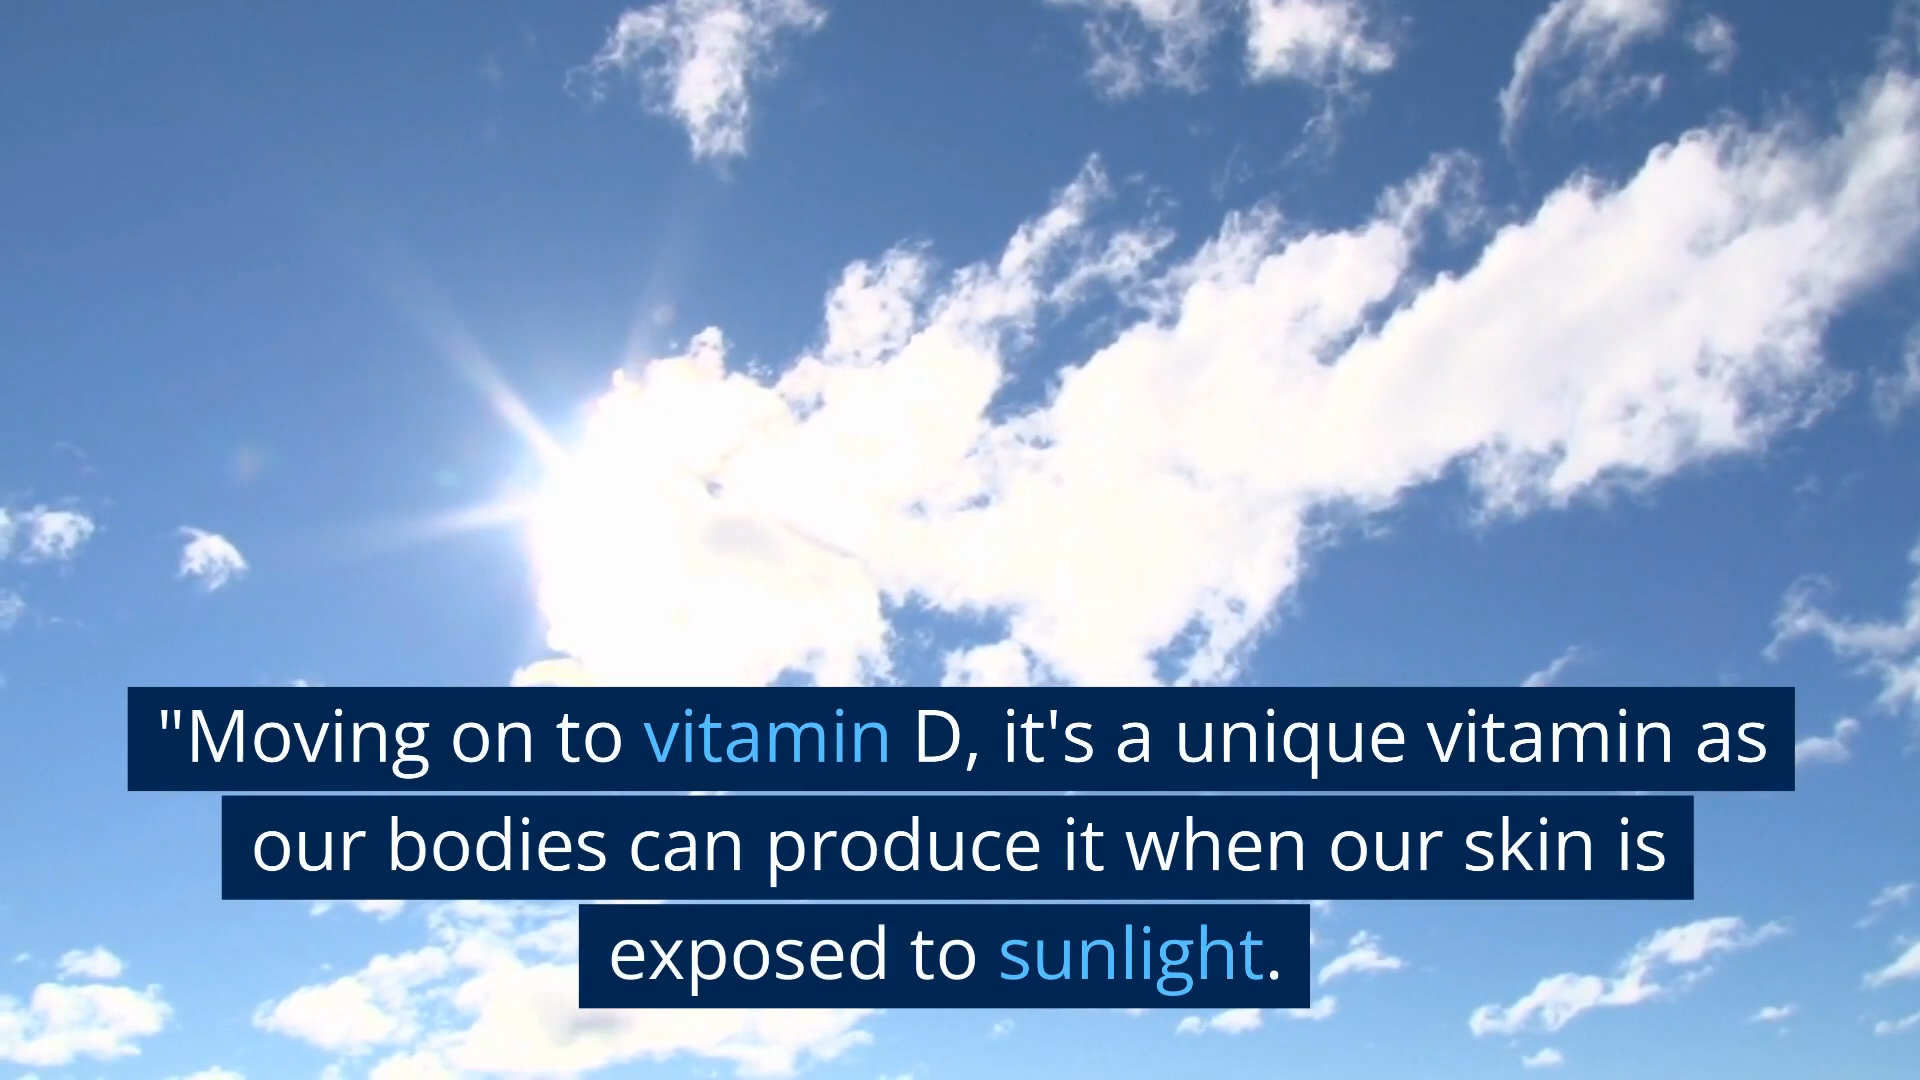 "Moving on to vitamin D, it's a unique vitamin as
our bodies can produce it when our skin is
exposed to sunlight.